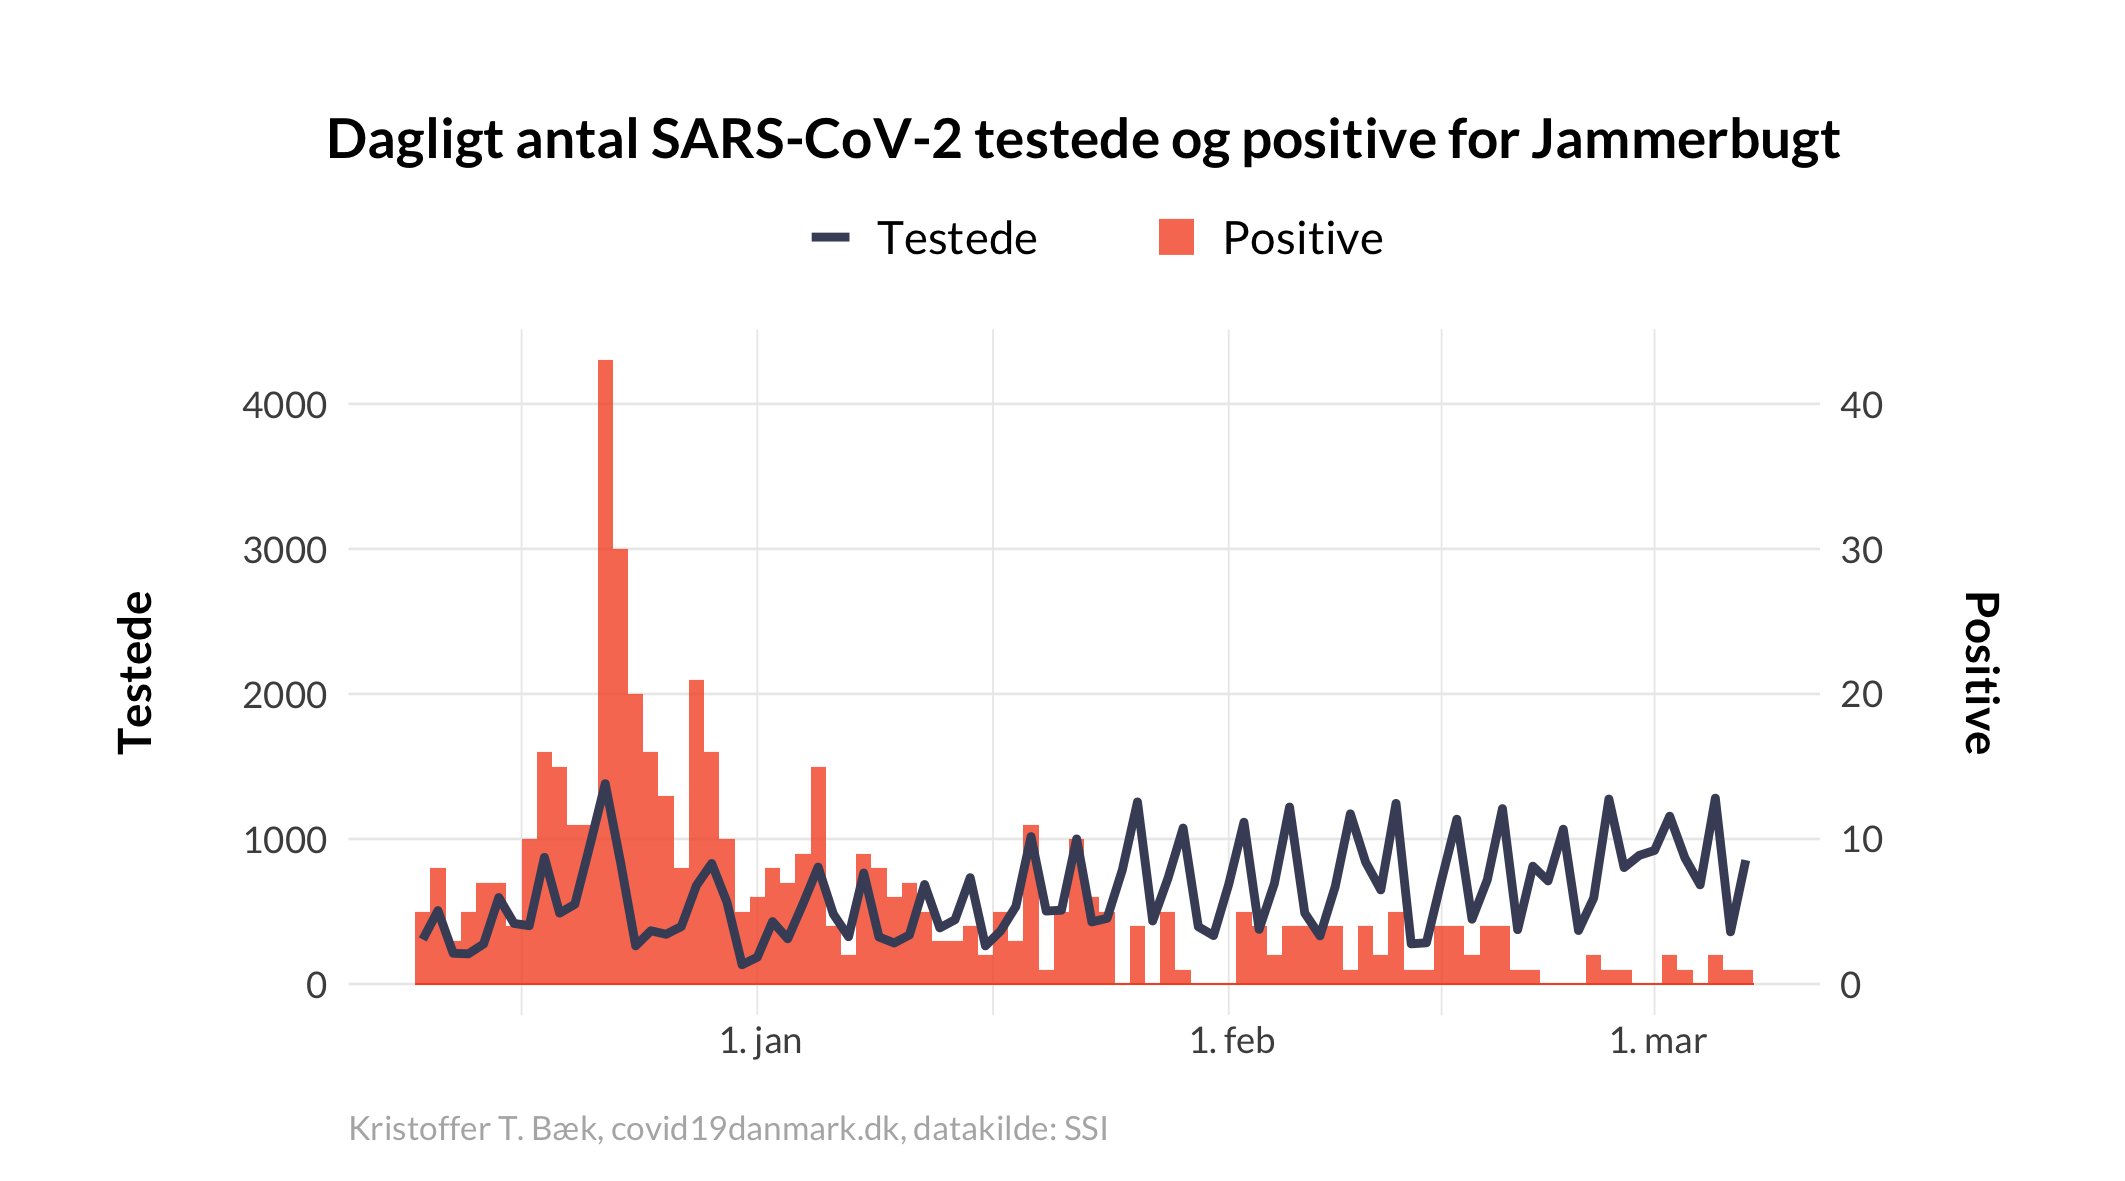 Dagligt antal SARS-CoV-2 testede og positive for Jammerbugt
Testede
Positive
4000
3000
2000
1000
0
Testede
40
30
20
10
0
Positive
1. jan
1. feb
1. mar
Kristoffer T. Bæk, covid19danmark.dk, datakilde: SSI